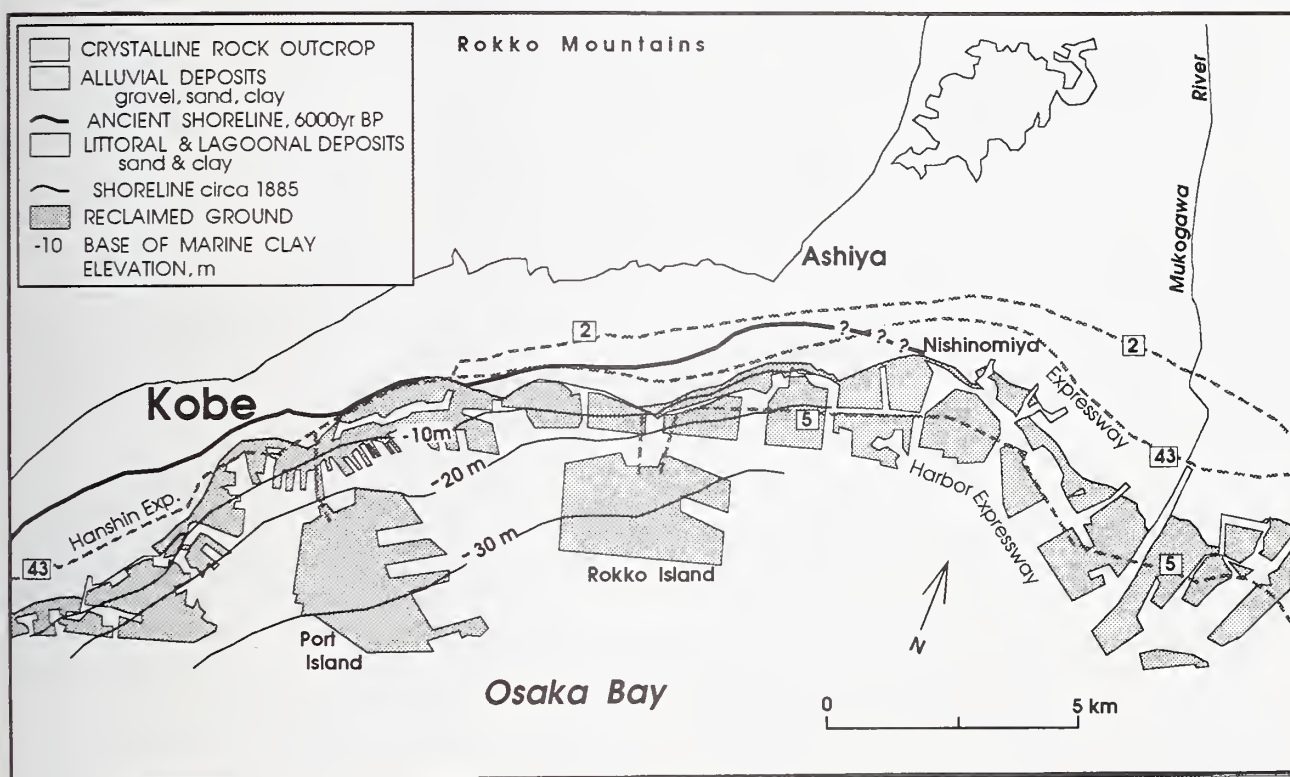 CRYSTALLINE ROCK OUTCROP
ALLUVIAL DEPOSITS
gravel, sand, clay
ANCIENT SHORELINE, 6000yr BP
LITTORAL & LAGOONAL DEPOSITS
sand & clay
SHORELINE circa 1885
RECLAIMED GROUND
-10 BASE OF MARINE CLAY
ELEVATION, m
Rokko Mountains
River
Mukogawa
Ashiya
2
2
? ? ?
Nishinomiya
Kobe
Expressway
5
-10m
43
-20 m
Harbor Expressway
Hanshin Exp.
-30 m
43
Rokko Island
5
Port
Island
N
Osaka Bay
0 5 km